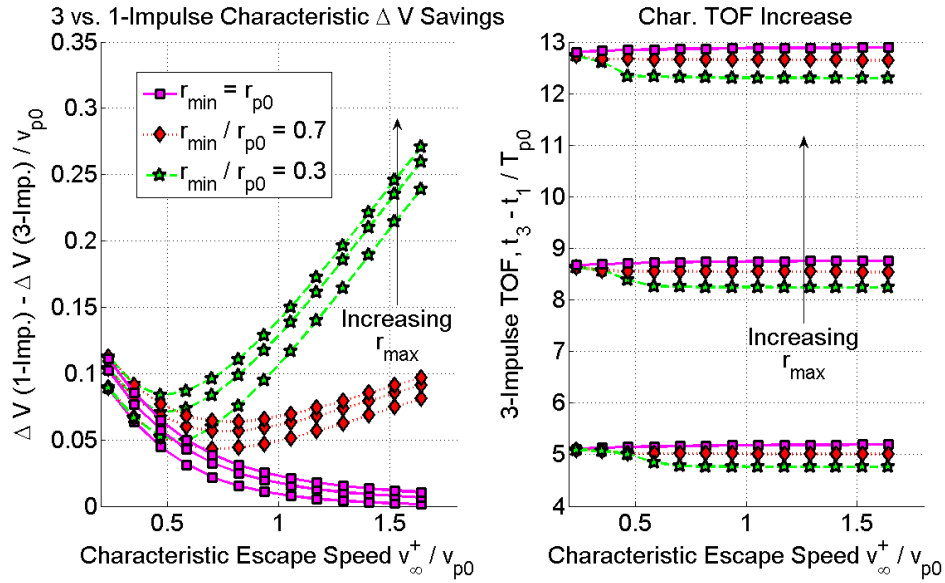 3 vs. 1-Impulse Characteristic Δ V Savings
Δ V (1-Imp.) - Δ V (3-Imp.) / v_p0
0.35
0.3
0.25
0.2
0.15
0.1
0.05
0
r_min = r_p0
r_min / r_p0 = 0.7
r_min / r_p0 = 0.3
Increasing
r_max
0.5
1
1.5
Characteristic Escape Speed v_∞^+ / v_p0
Char. TOF Increase
3-Impulse TOF, t_3 - t_1 / T_p0
13
12
11
10
9
8
7
6
5
4
Increasing
r_max
0.5
1
1.5
Characteristic Escape Speed v_∞^+ / v_p0